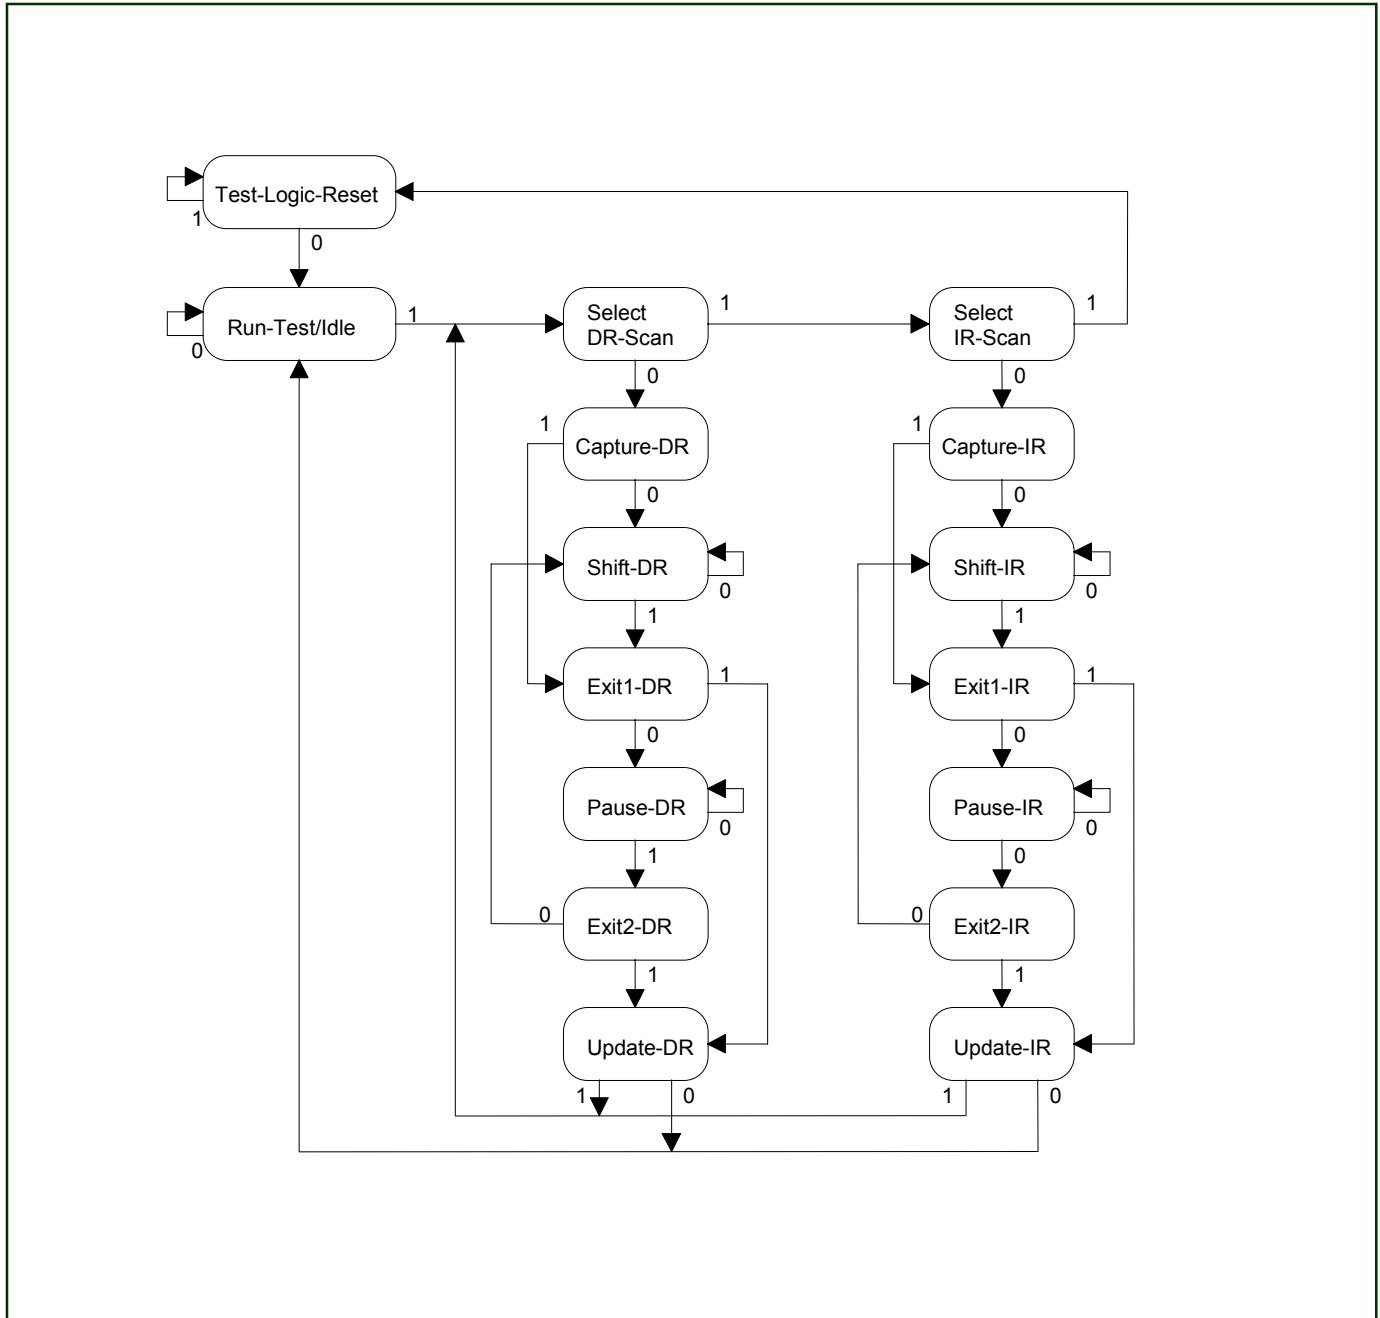 Test-Logic-Reset
1
0
Run-Test/Idle
0
1
Select
DR-Scan
1
Select
IR-Scan
1
0
0
1
Capture-DR
1
Capture-IR
0
0
Shift-DR
0
Shift-IR
0
1
1
Exit1-DR
1
Exit1-IR
1
0
0
Pause-DR
0
Pause-IR
0
1
0
0
Exit2-DR
0
Exit2-IR
1
1
Update-DR
Update-IR
1
0
1
0